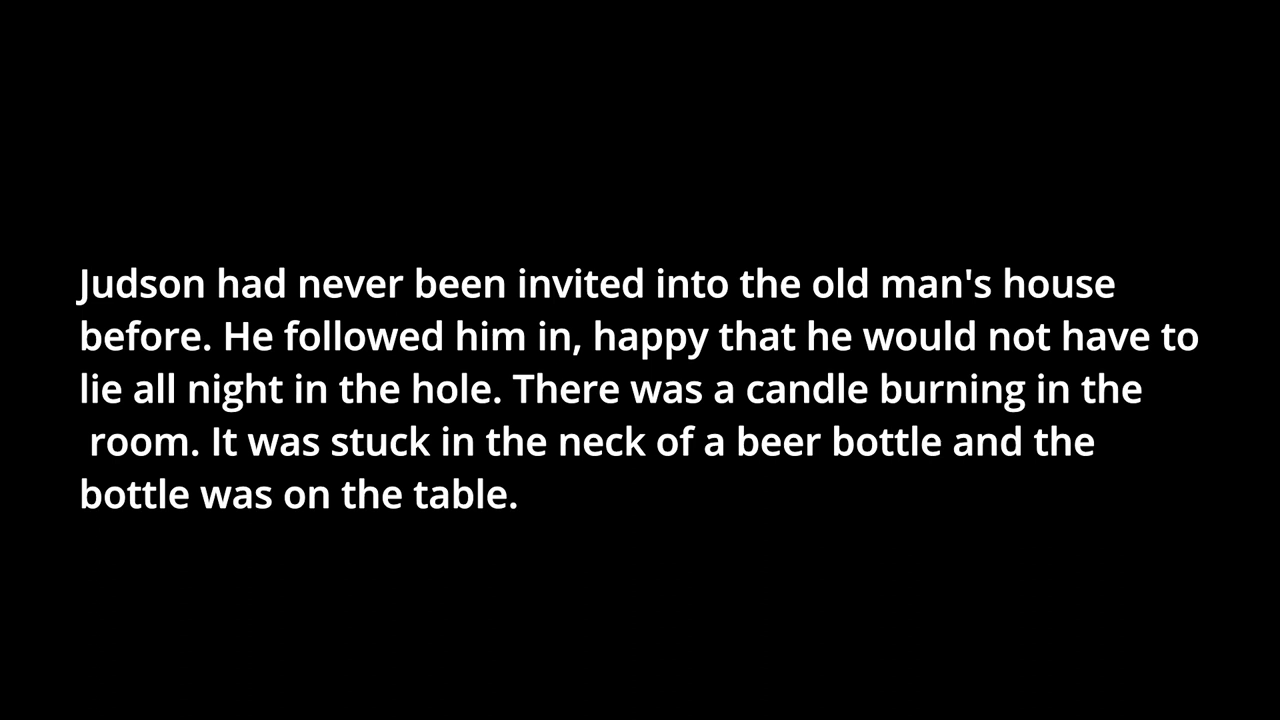 Judson had never been invited into the old man's house
before. He followed him in, happy that he would not have to
lie all night in the hole. There was a candle burning in the
room. It was stuck in the neck of a beer bottle and the
bottle was on the table.